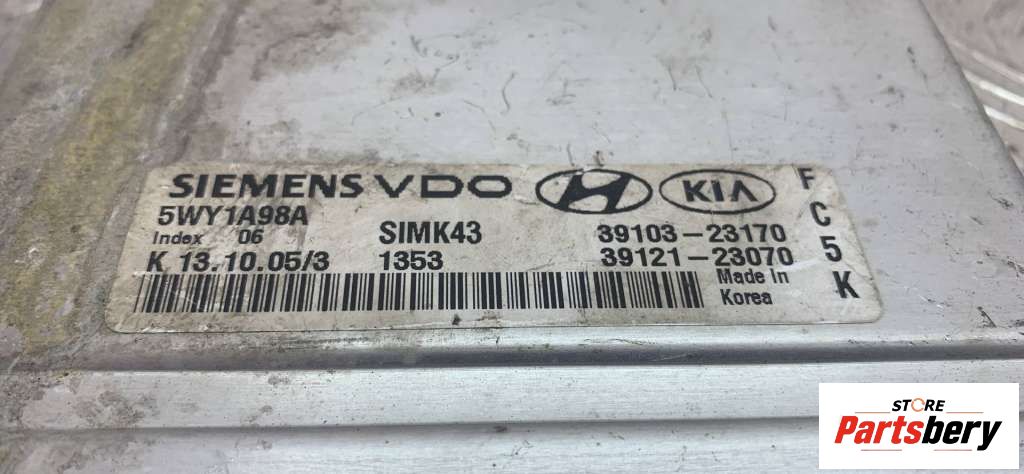 SIEMENS VDO KIA
5WY1A98A
Index 06 SIMK43 39103-23170
K 13.10.05/3 1353 39121-23070
Made In
Korea
F
C
5
K
STORE
Partsbery